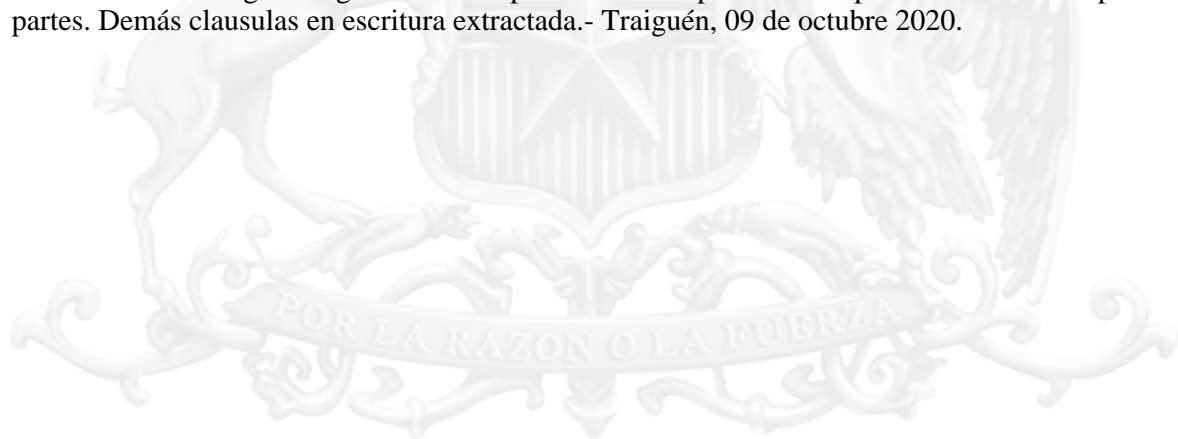 partes. Demás clausulas en escritura extractada.- Traiguén, 09 de octubre 2020.
POR LA RAZON O LA FUERZA